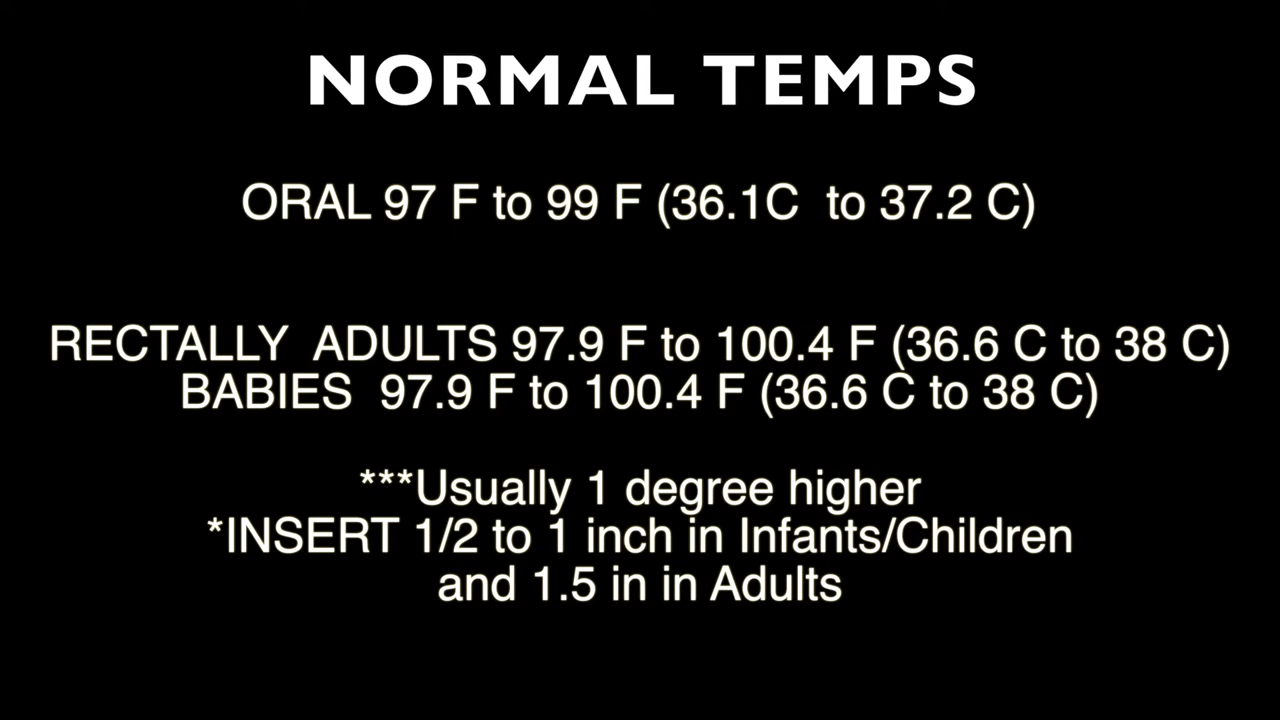 NORMAL TEMPS
ORAL 97 F to 99 F (36.1C  to 37.2 C)
RECTALLY  ADULTS 97.9 F to 100.4 F (36.6 C to 38 C)
BABIES  97.9 F to 100.4 F (36.6 C to 38 C)
***Usually 1 degree higher
*INSERT 1/2 to 1 inch in Infants/Children
and 1.5 in in Adults